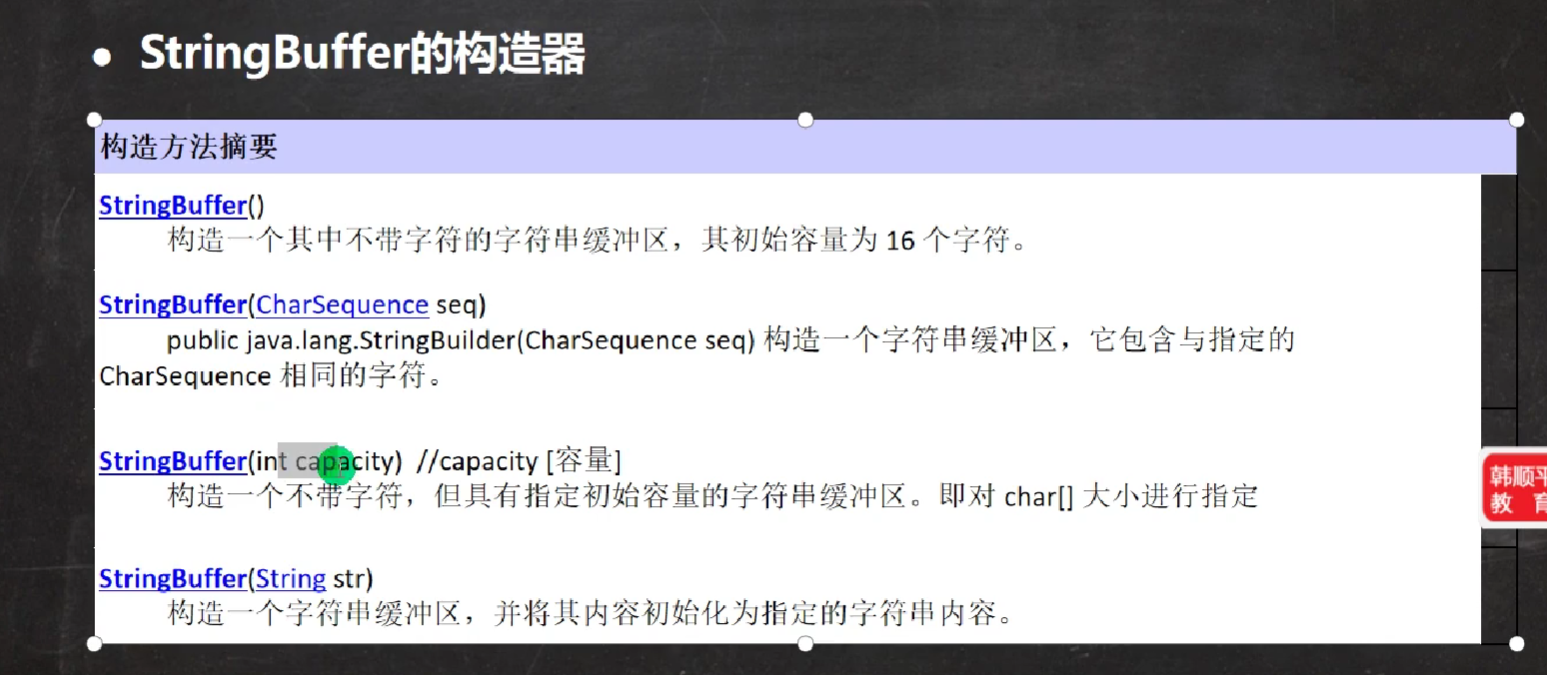 • StringBuffer的构造器
构造方法摘要
StringBuffer()
构造一个其中不带字符的字符串缓冲区，其初始容量为 16 个字符。
StringBuffer(CharSequence seq)
public java.lang.StringBuilder(CharSequence seq) 构造一个字符串缓冲区，它包含与指定的
CharSequence 相同的字符。
StringBuffer(int capacity) //capacity [容量]
构造一个不带字符，但具有指定初始容量的字符串缓冲区。即对 char[] 大小进行指定
韩顺平
教 育
StringBuffer(String str)
构造一个字符串缓冲区，并将其内容初始化为指定的字符串内容。